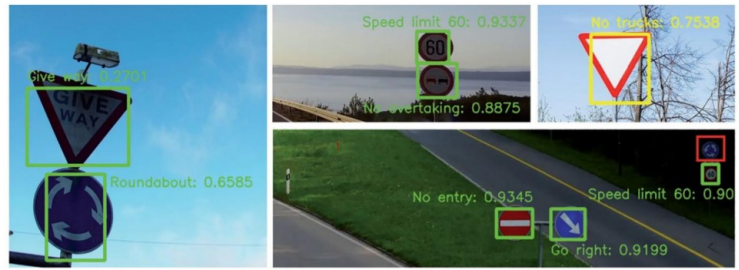 Give way: 0.2701
GIVE
WAY
Roundabout: 0.6585
Speed limit 60: 0.9337
60
No overtaking: 0.8875
No trucks: 0.7538
No entry: 0.9345
Speed limit 60: 0.90
Go right: 0.9199